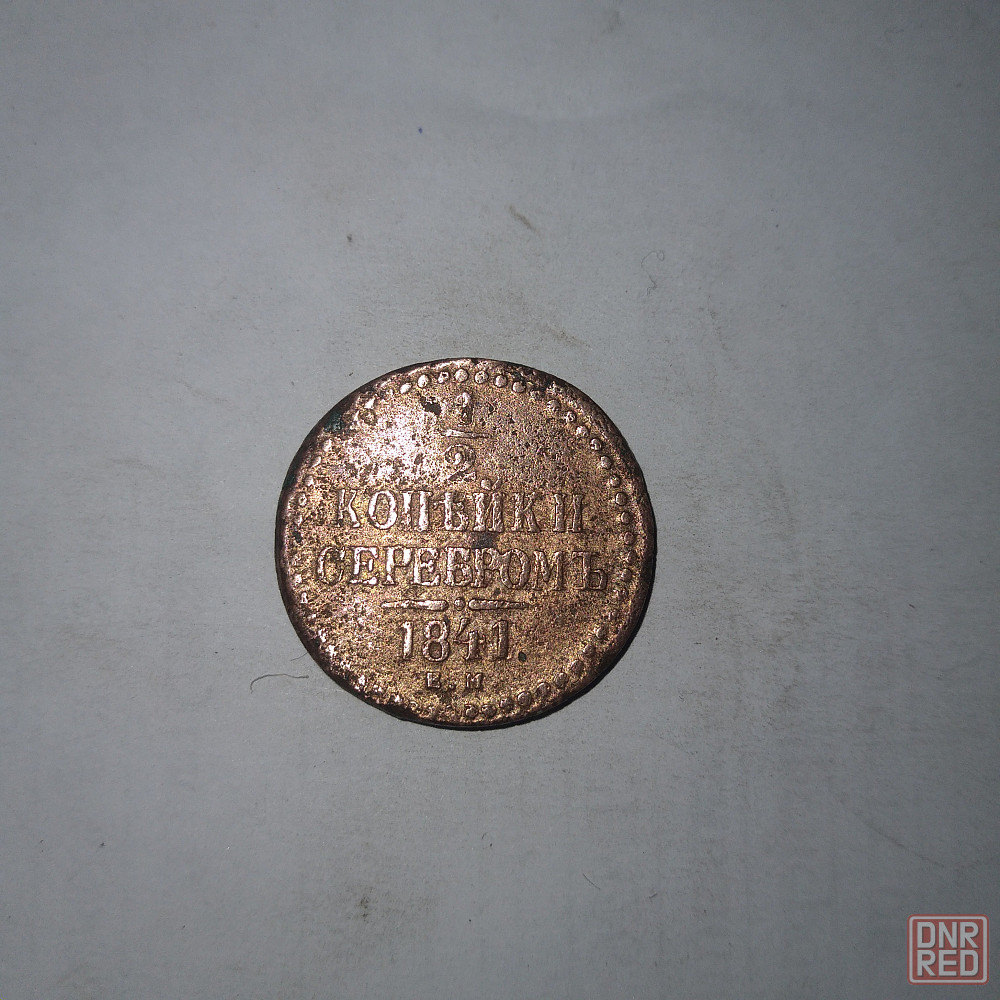 1
2
КОПѢЙКИ
СЕРЕБРОМЪ
1841.
Е.М
DNR
RED